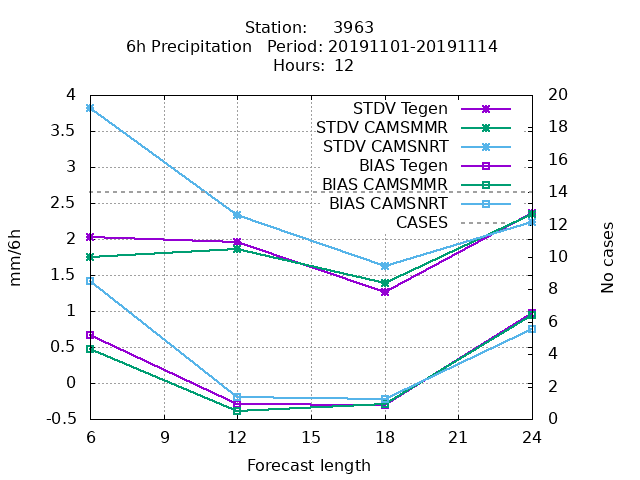 Station:     3963
6h Precipitation   Period: 20191101-20191114
Hours:  12
4
3.5
3
2.5
2
1.5
1
0.5
0
-0.5
mm/6h
STDV Tegen
STDV CAMSMMR
STDV CAMSNRT
BIAS Tegen
BIAS CAMSMMR
BIAS CAMSNRT
CASES
20
18
16
14
12
10
8
6
4
2
0
No cases
6 9 12 15 18 21 24
Forecast length